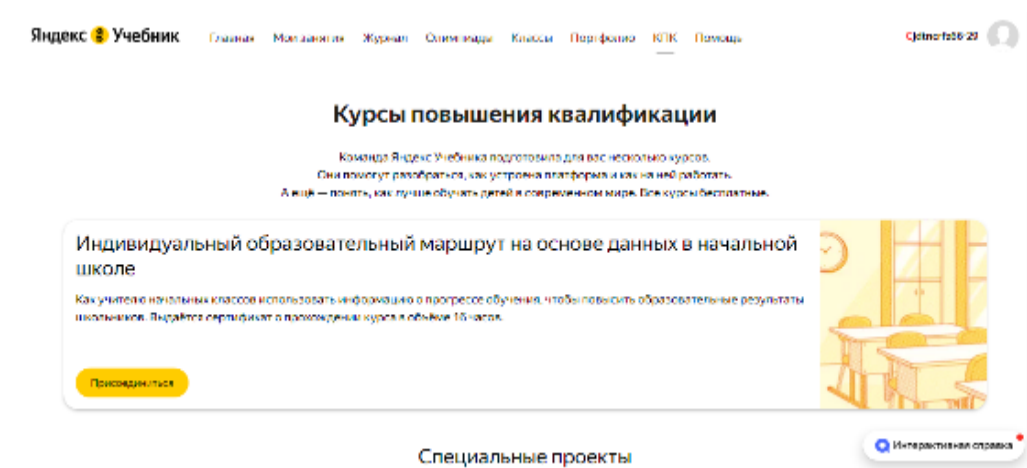 Яндекс Учебник
Главная Мои занятия Журнал Олимпиады Классы Портфолио КПК Помощь
Курсы повышения квалификации
Команда Яндекс Учебника подготовила для вас несколько курсов.
Они помогут разобраться, как устроена платформа и как на ней работать.
А ещё — понять, как лучше обучать детей в современном мире. Все курсы бесплатные.
Индивидуальный образовательный маршрут на основе данных в начальной
школе
Как учителю начальных классов использовать информацию о прогрессе обучения, чтобы повысить образовательные результаты
школьников. Выдаётся сертификат о прохождении курса в объёме 16 часов.
Присоединиться
Интерактивная справка
Специальные проекты